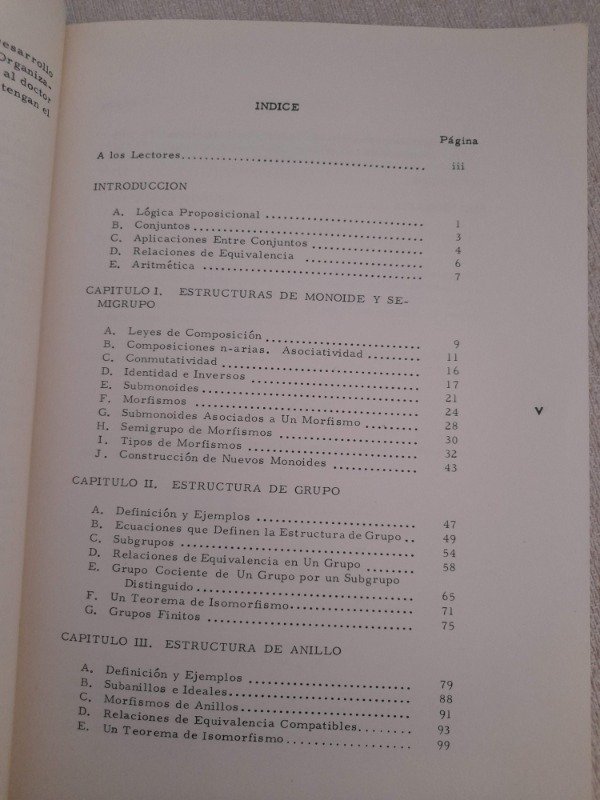 esarrollo
Organiza-
al doctor
tengan el
INDICE
Página
A los Lectores........................................ iii
INTRODUCCION
A. Lógica Proposicional ............................ 1
B. Conjuntos ........................................ 3
C. Aplicaciones Entre Conjuntos .................... 4
D. Relaciones de Equivalencia ...................... 6
E. Aritmética ....................................... 7
CAPITULO I. ESTRUCTURAS DE MONOIDE Y SE-
MIGRUPO
A. Leyes de Composición ............................ 9
B. Composiciones n-arias. Asociatividad ............ 11
C. Conmutatividad .................................. 16
D. Identidad e Inversos ............................ 17
E. Submonoides ..................................... 21
F. Morfismos ....................................... 24
G. Submonoides Asociados a Un Morfismo ............. 28
H. Semigrupo de Morfismos .......................... 30
I. Tipos de Morfismos .............................. 32
J. Construcción de Nuevos Monoides ................. 43
V
CAPITULO II. ESTRUCTURA DE GRUPO
A. Definición y Ejemplos ........................... 47
B. Ecuaciones que Definen la Estructura de Grupo .. 49
C. Subgrupos ....................................... 54
D. Relaciones de Equivalencia en Un Grupo .......... 58
E. Grupo Cociente de Un Grupo por un Subgrupo
Distinguido ........................................ 65
F. Un Teorema de Isomorfismo ....................... 71
G. Grupos Finitos .................................. 75
CAPITULO III. ESTRUCTURA DE ANILLO
A. Definición y Ejemplos ........................... 79
B. Subanillos e Ideales ............................ 88
C. Morfismos de Anillos ............................ 91
D. Relaciones de Equivalencia Compatibles .......... 93
E. Un Teorema de Isomorfismo ....................... 99